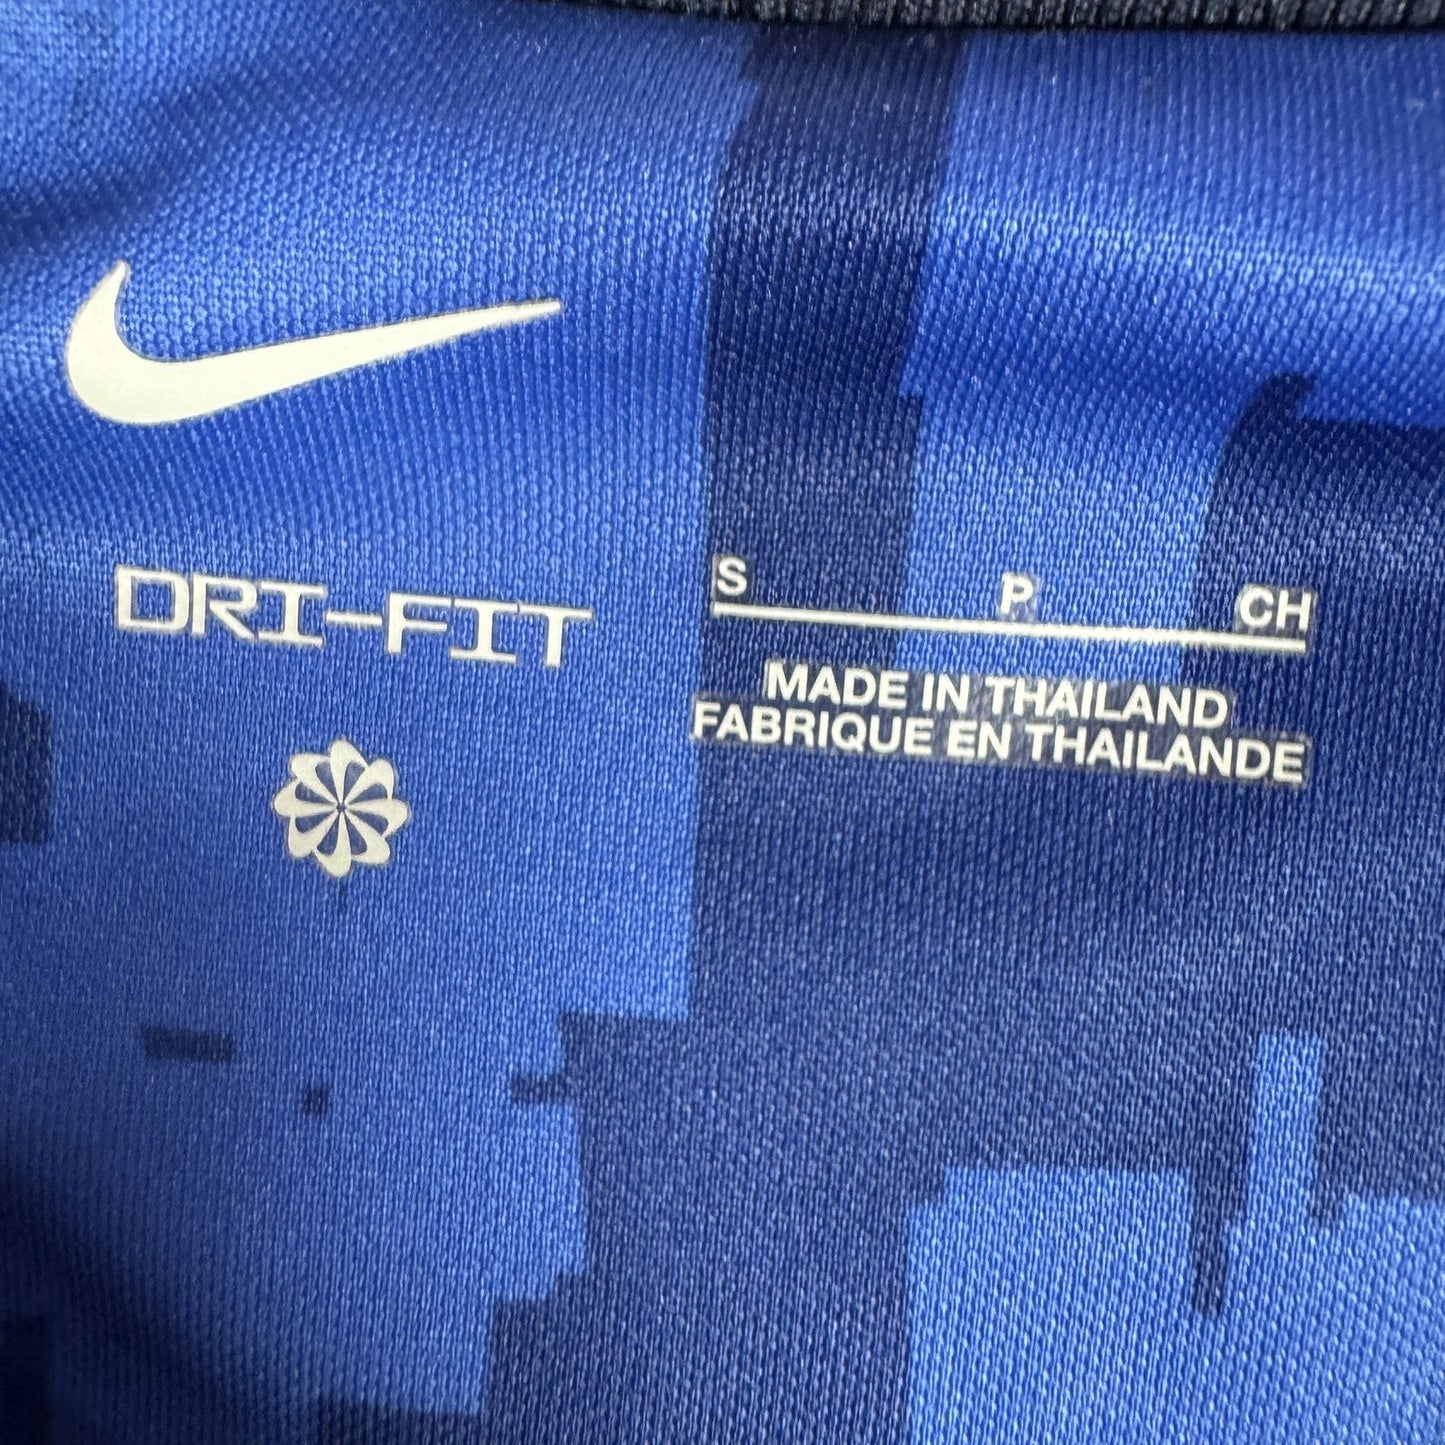 DRI-FIT
S P CH
MADE IN THAILAND
FABRIQUE EN THAILANDE